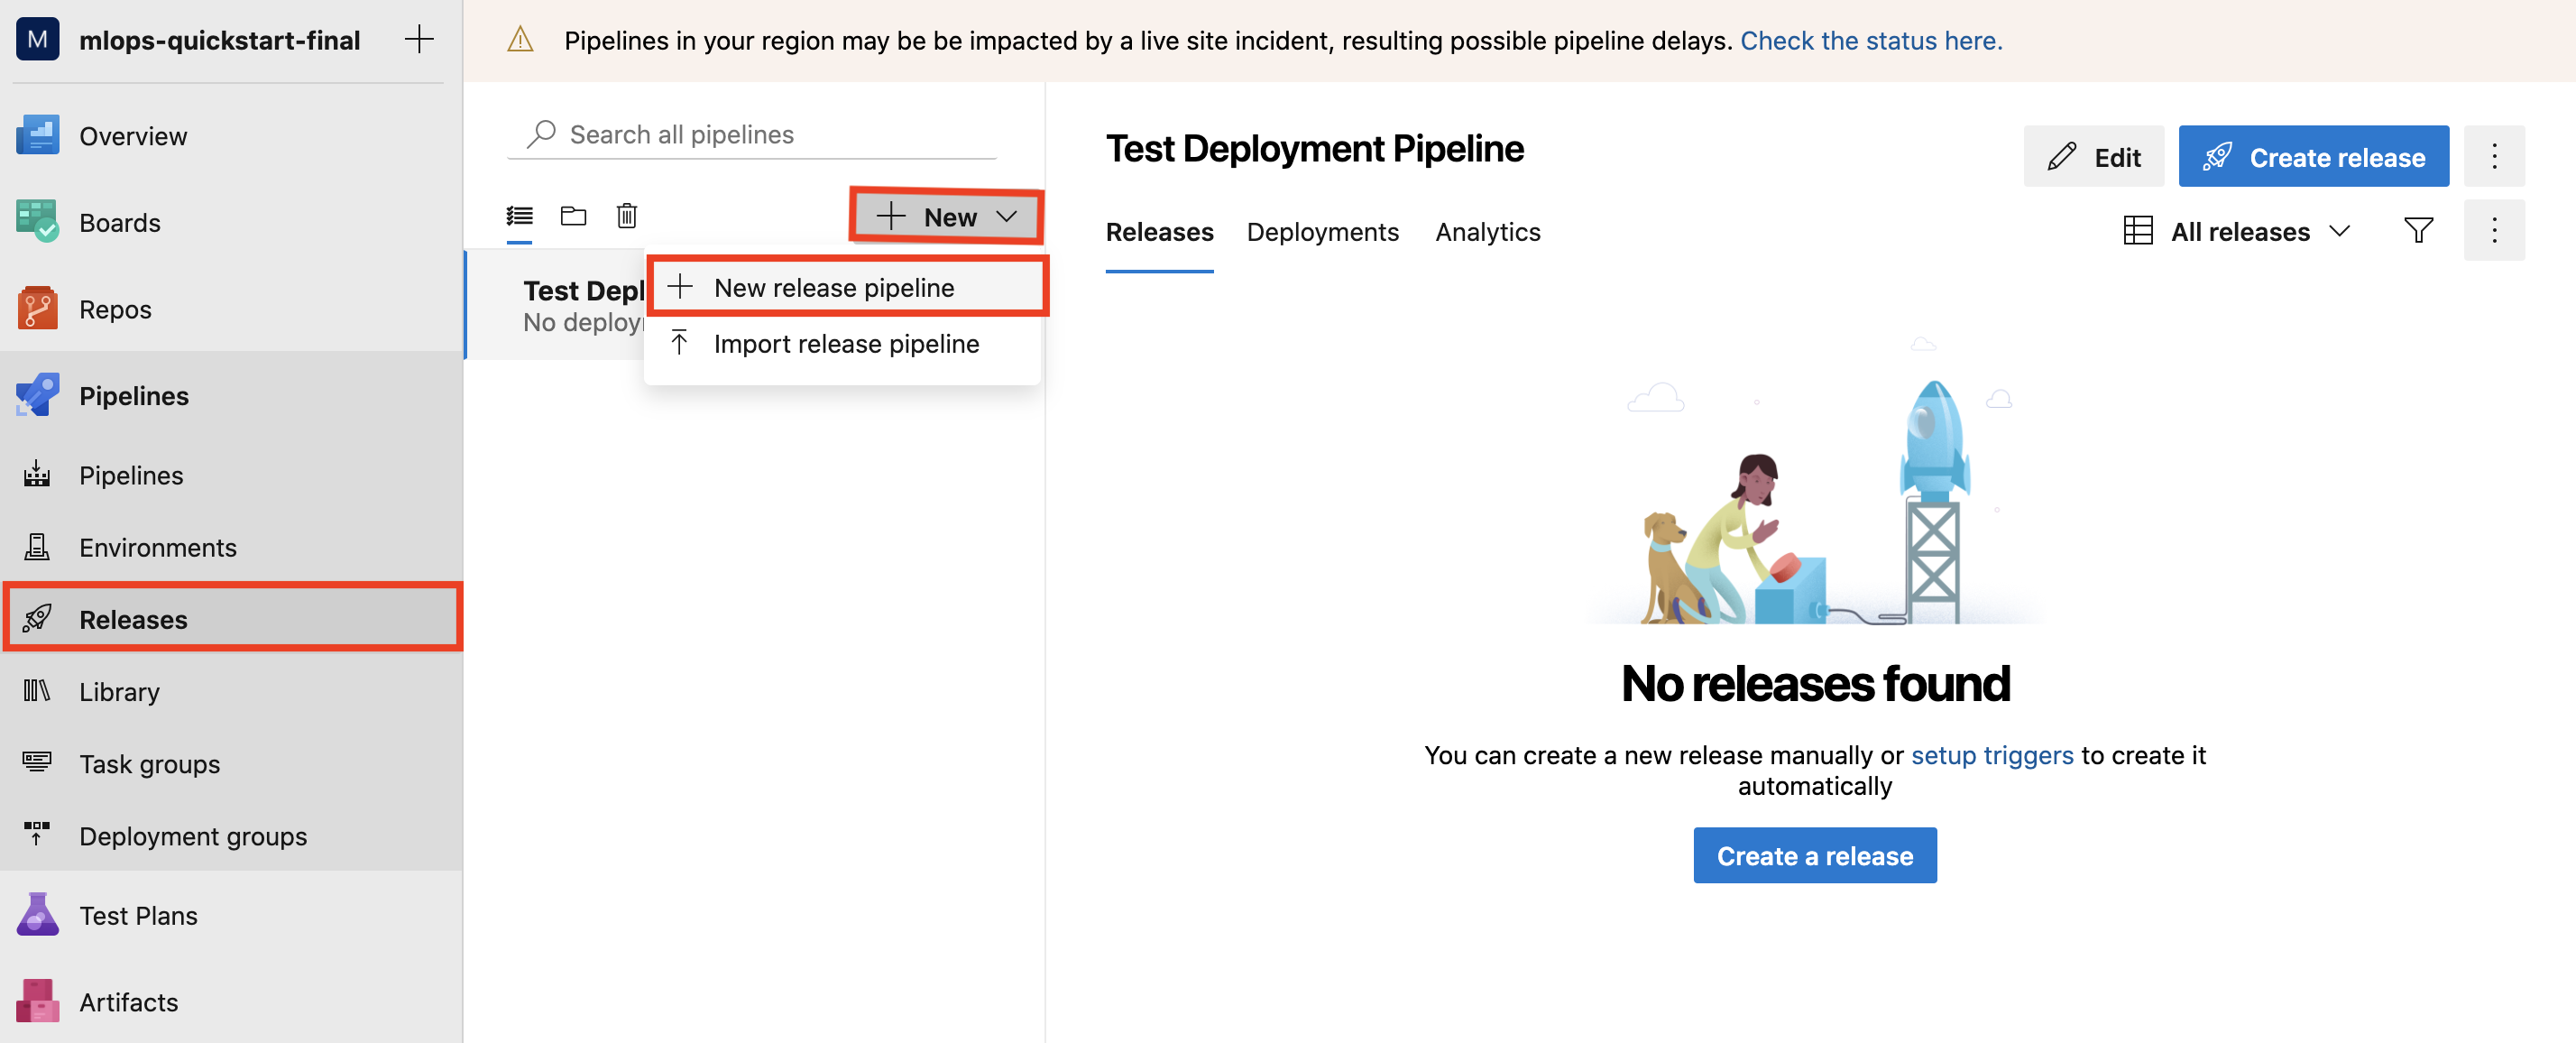 M mlops-quickstart-final
Pipelines in your region may be be impacted by a live site incident, resulting possible pipeline delays. Check the status here.
Overview
Boards
Repos
Pipelines
Pipelines
Environments
Releases
Library
Task groups
Deployment groups
Test Plans
Artifacts
Search all pipelines
New
New release pipeline
Import release pipeline
Test Depl
No deploy
Test Deployment Pipeline
Edit
Create release
Releases Deployments Analytics
All releases
No releases found
You can create a new release manually or setup triggers to create it
automatically
Create a release